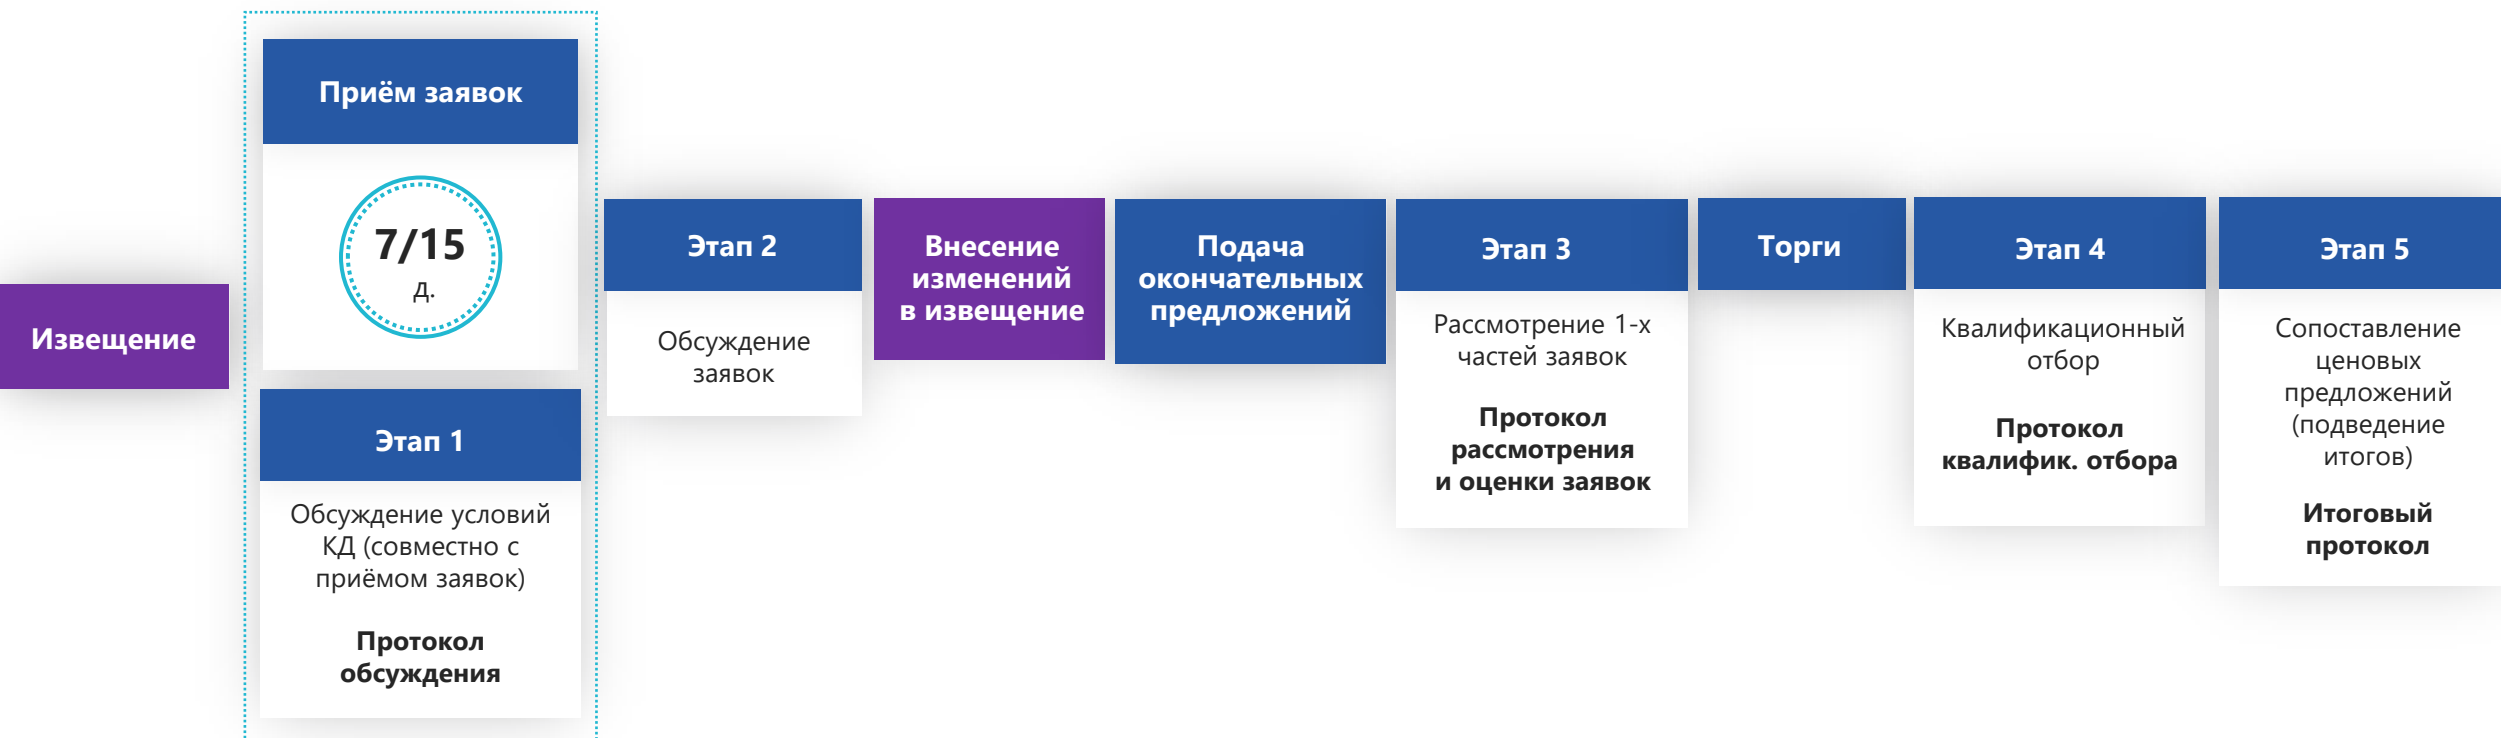 Извещение
Приём заявок
7/15
д.
Этап 1
Обсуждение условий
КД (совместно с
приёмом заявок)
Протокол
обсуждения
Этап 2
Обсуждение
заявок
Внесение
изменений
в извещение
Подача
окончательных
предложений
Этап 3
Рассмотрение 1-х
частей заявок
Протокол
рассмотрения
и оценки заявок
Торги
Этап 4
Квалификационный
отбор
Протокол
квалифик. отбора
Этап 5
Сопоставление
ценовых
предложений
(подведение
итогов)
Итоговый
протокол